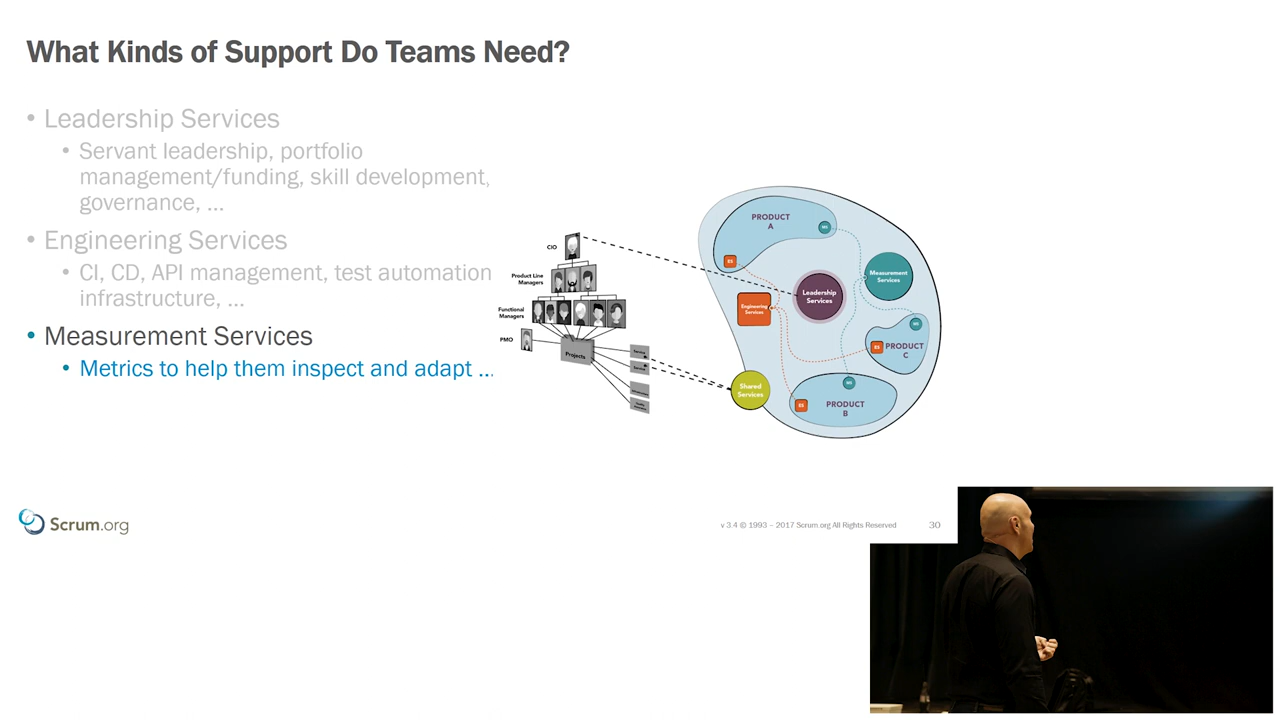 What Kinds of Support Do Teams Need?
• Leadership Services
• Servant leadership, portfolio
management/funding, skill development,
governance, ...
• Engineering Services
• CI, CD, API management, test automation
infrastructure, ...
• Measurement Services
• Metrics to help them inspect and adapt ...
CIO
Product Line
Managers
Functional
Managers
PMO
Projects
PRODUCT
A
MS
ES
Measurement
Services
Leadership
Services
Engineering
Services
MS
ES
PRODUCT
C
Shared
Services
MS
ES
PRODUCT
B
Scrum.org
v 3.4 © 1993 – 2017 Scrum.org All Rights Reserved
30